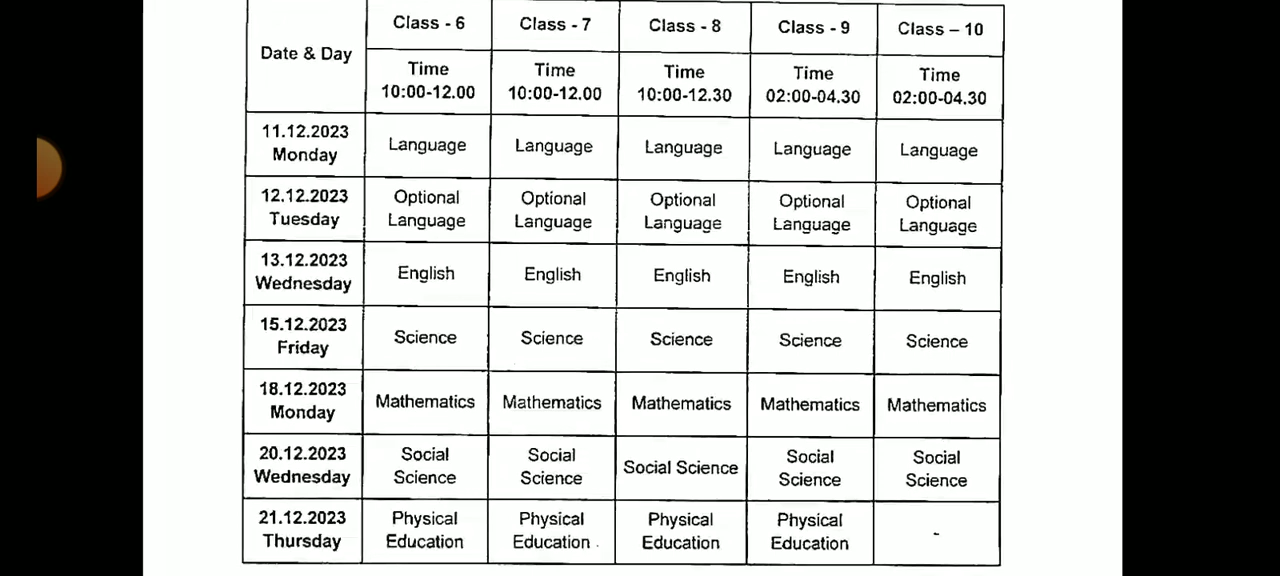 Date & Day
Class - 6
Class - 7
Class - 8
Class - 9
Class – 10
Time
10:00-12.00
Time
10:00-12.00
Time
10:00-12.30
Time
02:00-04.30
Time
02:00-04.30
11.12.2023
Monday
Language
Language
Language
Language
Language
12.12.2023
Tuesday
Optional
Language
Optional
Language
Optional
Language
Optional
Language
Optional
Language
13.12.2023
Wednesday
English
English
English
English
English
15.12.2023
Friday
Science
Science
Science
Science
Science
18.12.2023
Monday
Mathematics
Mathematics
Mathematics
Mathematics
Mathematics
20.12.2023
Wednesday
Social
Science
Social
Science
Social Science
Social
Science
Social
Science
21.12.2023
Thursday
Physical
Education
Physical
Education
Physical
Education
Physical
Education
-